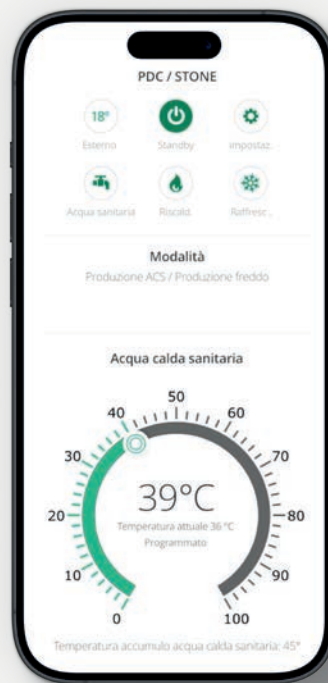 PDC / STONE
18°
Esterno
Standby
impostaz..
Acqua sanitaria
Riscald.
Raffresc..
Modalità
Produzione ACS / Produzione freddo
Acqua calda sanitaria
0
10
20
30
40
50
60
70
80
90
100
39°C
Temperatura attuale 36 °C
Programmato
Temperatura accumulo acqua calda sanitaria: 45°